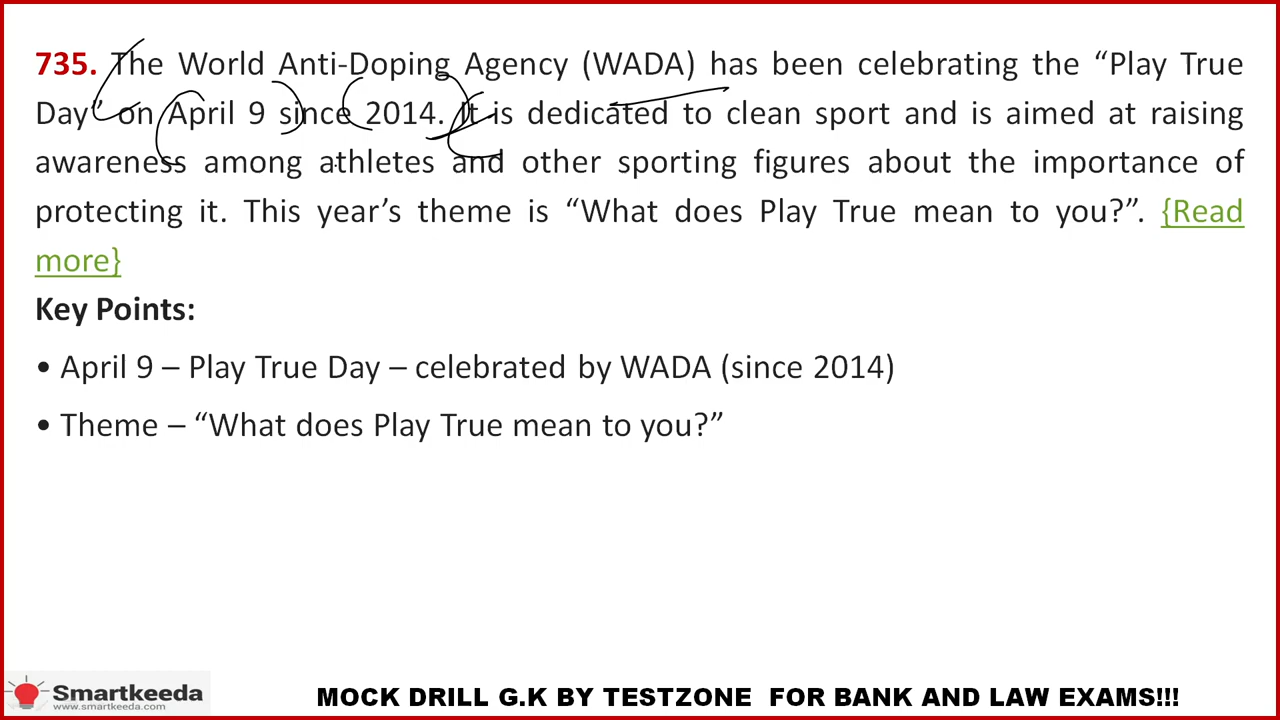 735. The World Anti-Doping Agency (WADA) has been celebrating the “Play True
Day” on April 9 since 2014. It is dedicated to clean sport and is aimed at raising
awareness among athletes and other sporting figures about the importance of
protecting it. This year’s theme is “What does Play True mean to you?”. {Read
more}
Key Points:
• April 9 – Play True Day – celebrated by WADA (since 2014)
• Theme – “What does Play True mean to you?”
Smartkeeda
www.smartkeeda.com
MOCK DRILL G.K BY TESTZONE FOR BANK AND LAW EXAMS!!!